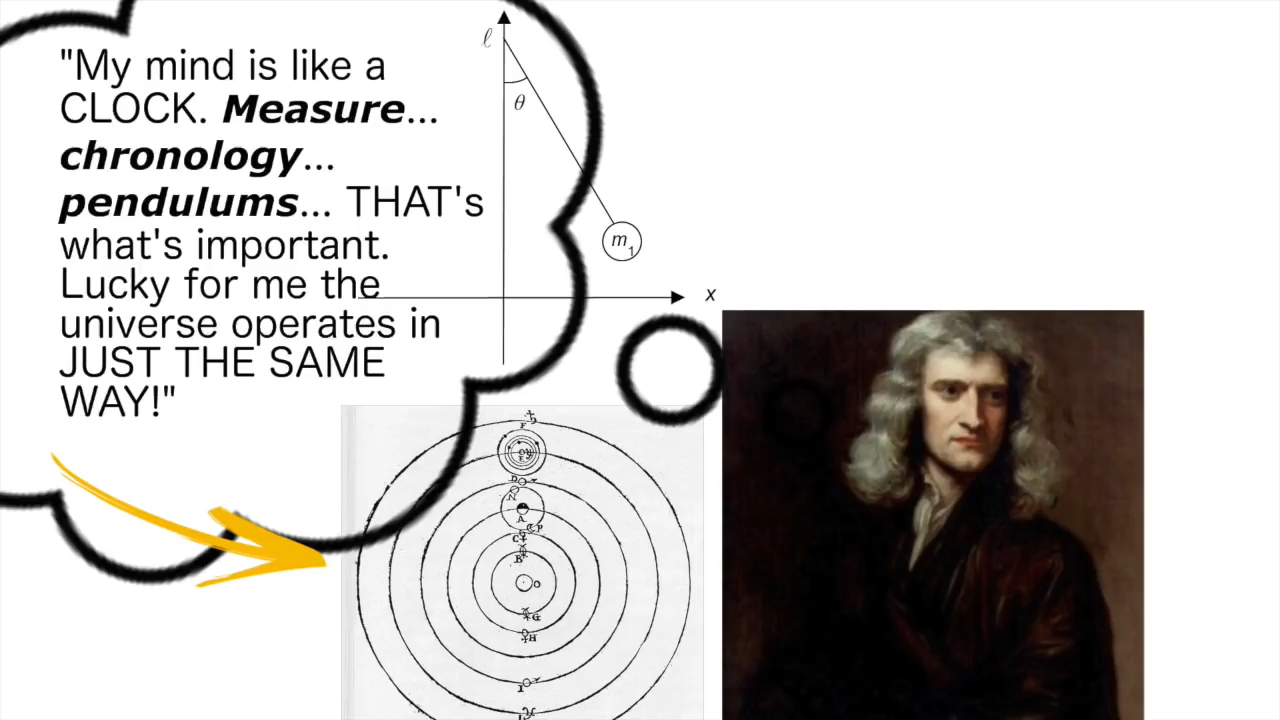 "My mind is like a
CLOCK. Measure...
chronology...
pendulums... THAT's
what's important.
Lucky for me the
universe operates in
JUST THE SAME
WAY!"
ℓ
θ
m1
x
F
E
D
N
A
C
P
B
G
H
I